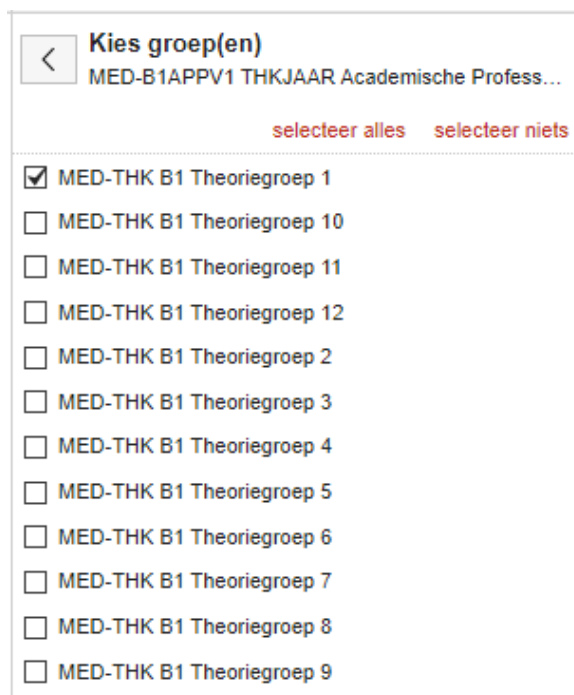 Kies groep(en)
MED-B1APPV1 THKJAAR Academische Profess...
selecteer alles selecteer niets
MED-THK B1 Theoriegroep 1
MED-THK B1 Theoriegroep 10
MED-THK B1 Theoriegroep 11
MED-THK B1 Theoriegroep 12
MED-THK B1 Theoriegroep 2
MED-THK B1 Theoriegroep 3
MED-THK B1 Theoriegroep 4
MED-THK B1 Theoriegroep 5
MED-THK B1 Theoriegroep 6
MED-THK B1 Theoriegroep 7
MED-THK B1 Theoriegroep 8
MED-THK B1 Theoriegroep 9